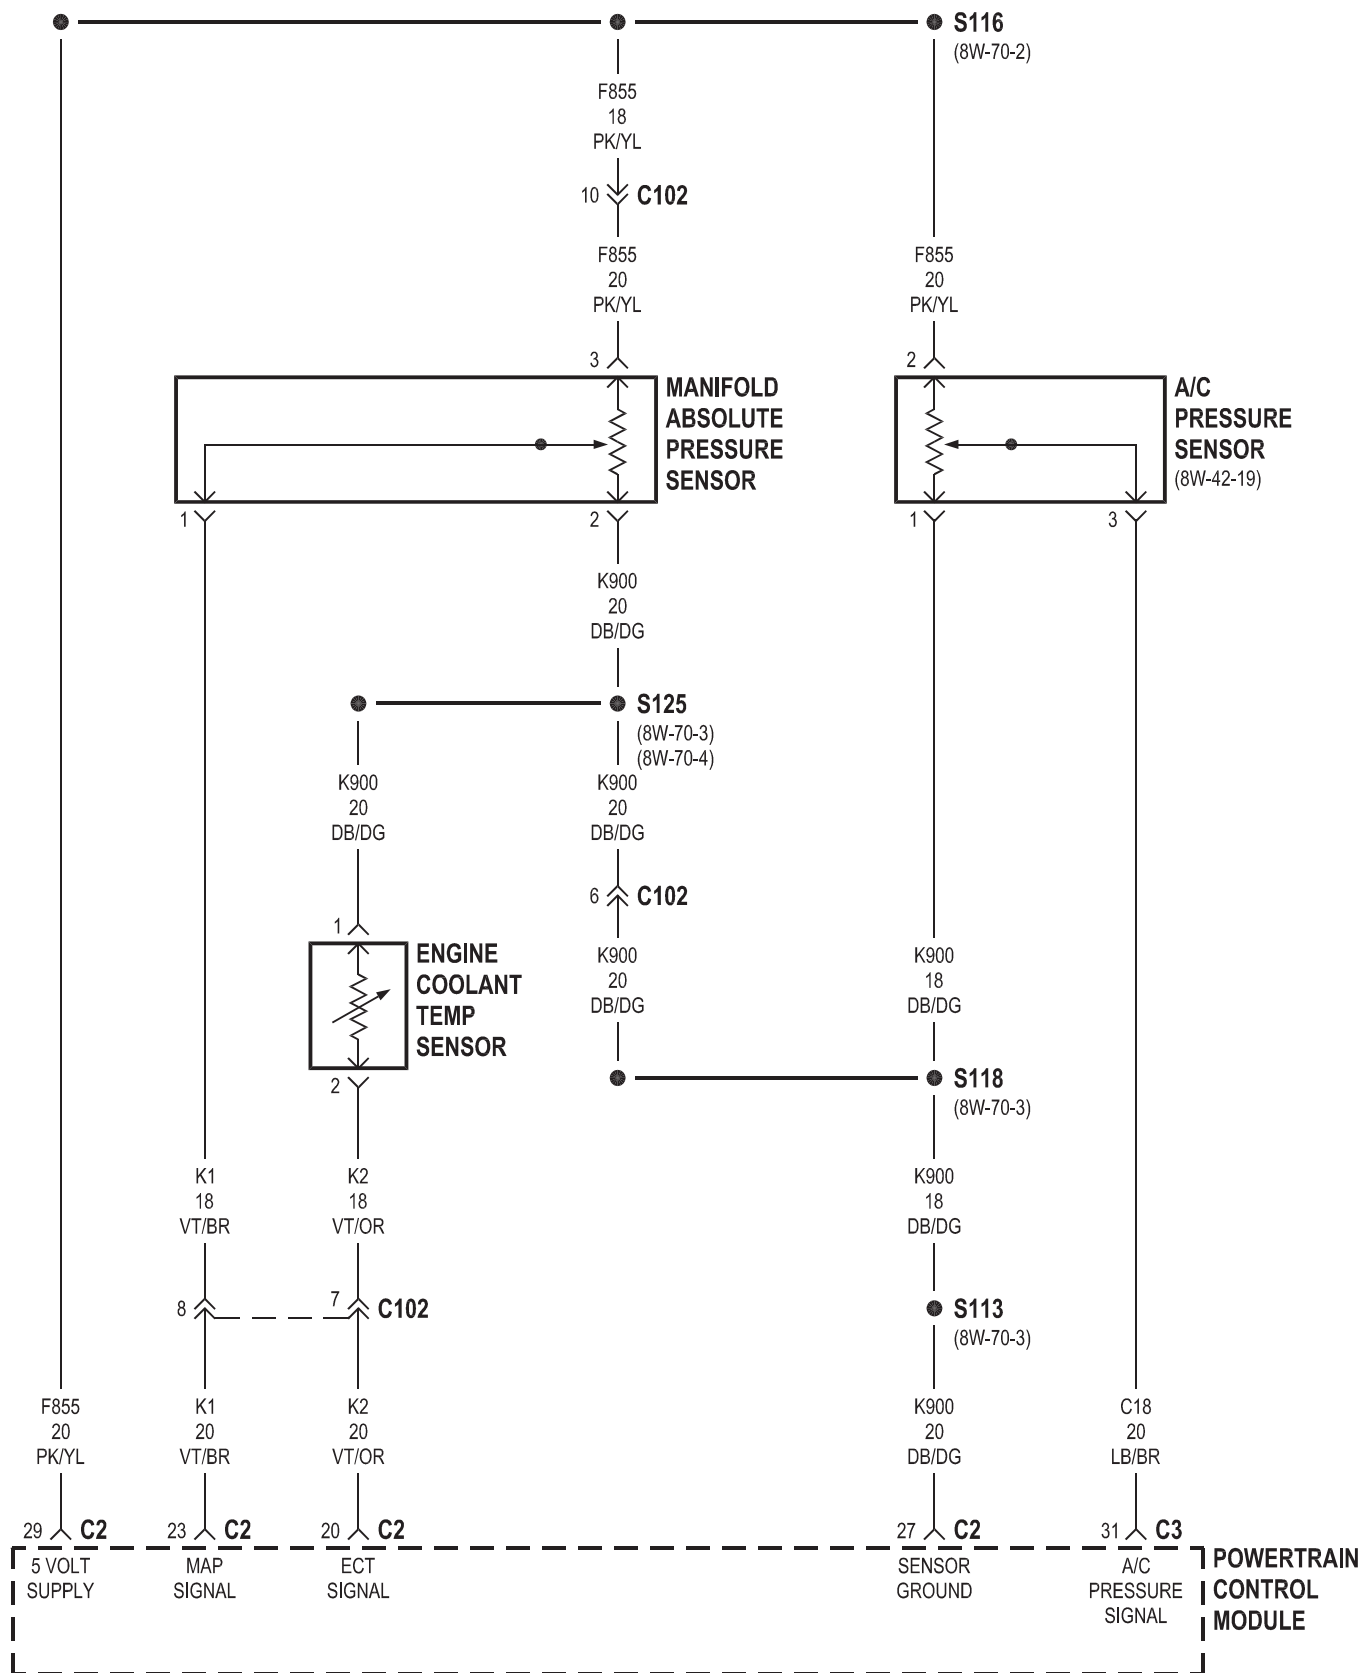 S116
(8W-70-2)
F855
18
PK/YL
10 C102
F855
20
PK/YL
F855
20
PK/YL
3
2
MANIFOLD
ABSOLUTE
PRESSURE
SENSOR
A/C
PRESSURE
SENSOR
(8W-42-19)
1
2
1
3
K900
20
DB/DG
S125
(8W-70-3)
(8W-70-4)
K900
20
DB/DG
K900
20
DB/DG
6 C102
1
ENGINE
COOLANT
TEMP
SENSOR
K900
20
DB/DG
K900
18
DB/DG
2
S118
(8W-70-3)
K1
18
VT/BR
K2
18
VT/OR
K900
18
DB/DG
8
7
C102
S113
(8W-70-3)
F855
20
PK/YL
K1
20
VT/BR
K2
20
VT/OR
K900
20
DB/DG
C18
20
LB/BR
29 C2
23 C2
20 C2
27 C2
31 C3
5 VOLT
SUPPLY
MAP
SIGNAL
ECT
SIGNAL
SENSOR
GROUND
A/C
PRESSURE
SIGNAL
POWERTRAIN
CONTROL
MODULE